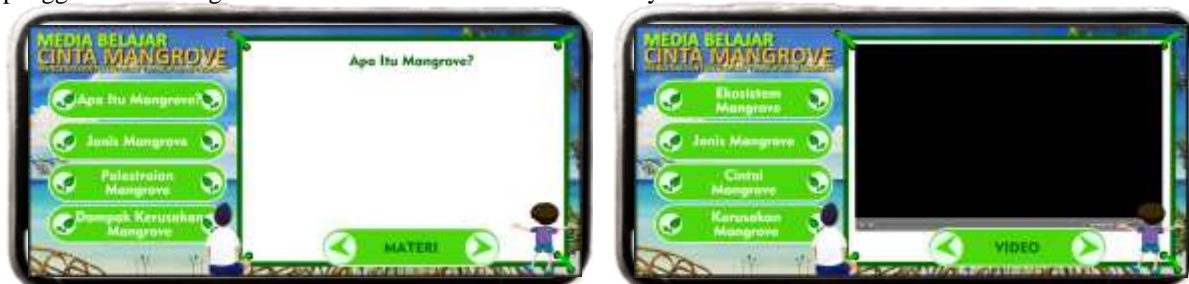 MEDIA BELAJAR
CINTA MANGROVE
Apa Itu Mangrove?
Jenis Mangrove
Pelestraian
Mangrove
Dampak Kerusakan
Mangrove
Apa Itu Mangrove?
MATERI
MEDIA BELAJAR
CINTA MANGROVE
Ekosistem
Mangrove
Jenis Mangrove
Cintai
Mangrove
Kerusakan
Mangrove
VIDEO